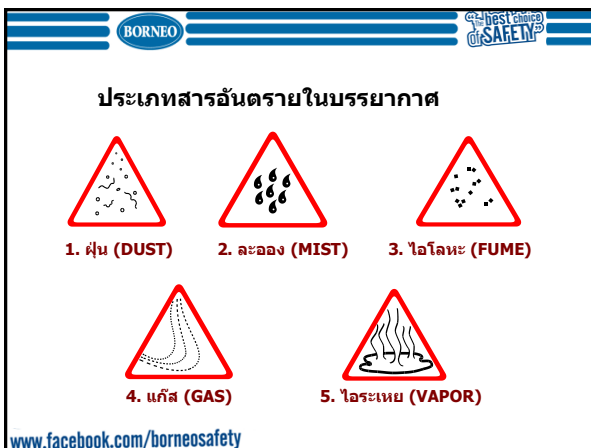 BORNEO
"The best choice
of SAFETY"
ประเภทสารอันตรายในบรรยากาศ
1. ฝุ่น (DUST)
2. ละออง (MIST)
3. ไอโลหะ (FUME)
4. แก๊ส (GAS)
5. ไอระเหย (VAPOR)
www.facebook.com/borneosafety